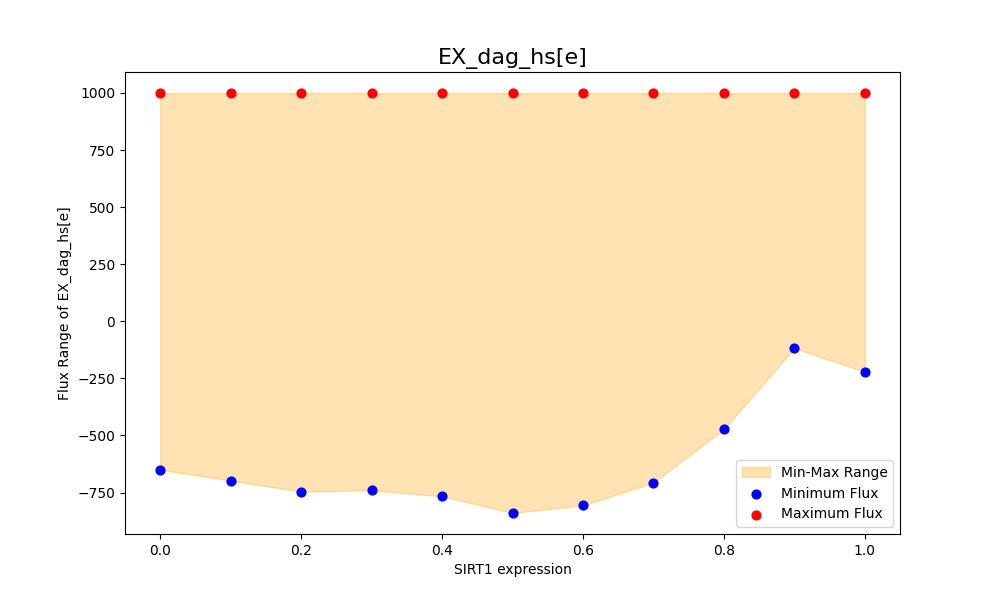 EX_dag_hs[e]
Flux Range of EX_dag_hs[e]
1000
750
500
250
0
−250
−500
−750
0.0 0.2 0.4 0.6 0.8 1.0
SIRT1 expression
Min-Max Range
Minimum Flux
Maximum Flux